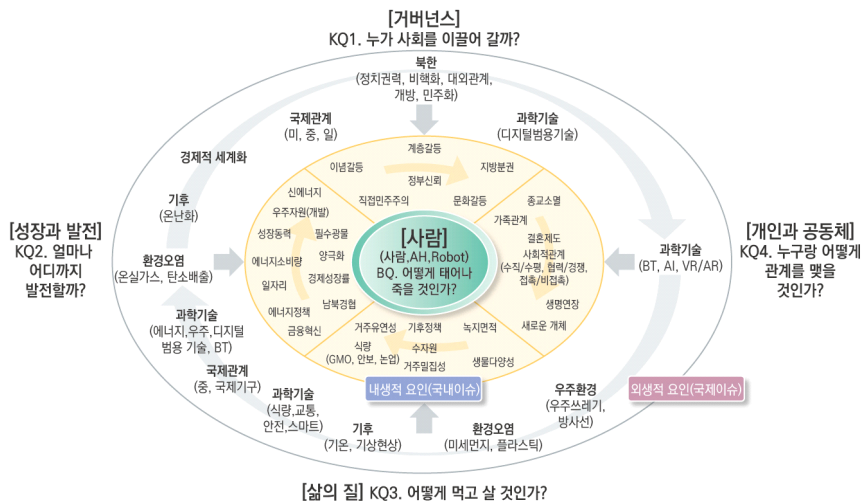 [거버넌스]
KQ1. 누가 사회를 이끌어 갈까?
북한
(정치권력, 비핵화, 대외관계,
개방, 민주화)
국제관계
(미, 중, 일)
과학기술
(디지털범용기술)
경제적 세계화
계층갈등
이념갈등
지방분권
정부신뢰
직접민주주의
문화갈등
기후
(온난화)
신에너지
우주자원(개발)
성장동력
필수광물
에너지소비량
양극화
일자리
경제성장률
남북경협
에너지정책
금융혁신
종교소멸
가족관계
결혼제도
사회적관계
(수직/수평, 협력/경쟁,
접촉/비접촉)
생명연장
새로운 개체
[사람]
(사람,AH,Robot)
BQ. 어떻게 태어나
죽을 것인가?
[성장과 발전]
KQ2. 얼마나
어디까지
발전할까?
환경오염
(온실가스, 탄소배출)
과학기술
(BT, AI, VR/AR)
[개인과 공동체]
KQ4. 누구랑 어떻게
관계를 맺을
것인가?
과학기술
(에너지,우주,디지털
범용 기술, BT)
거주유연성
기후정책
녹지면적
식량
(GMO, 안보, 논업)
수자원
거주밀집성
생물다양성
국제관계
(중, 국제기구)
내생적 요인(국내이슈)
외생적 요인(국제이슈)
과학기술
(식량,교통,
안전,스마트)
기후
(기온, 기상현상)
환경오염
(미세먼지, 플라스틱)
우주환경
(우주쓰레기,
방사선)
[삶의 질] KQ3. 어떻게 먹고 살 것인가?